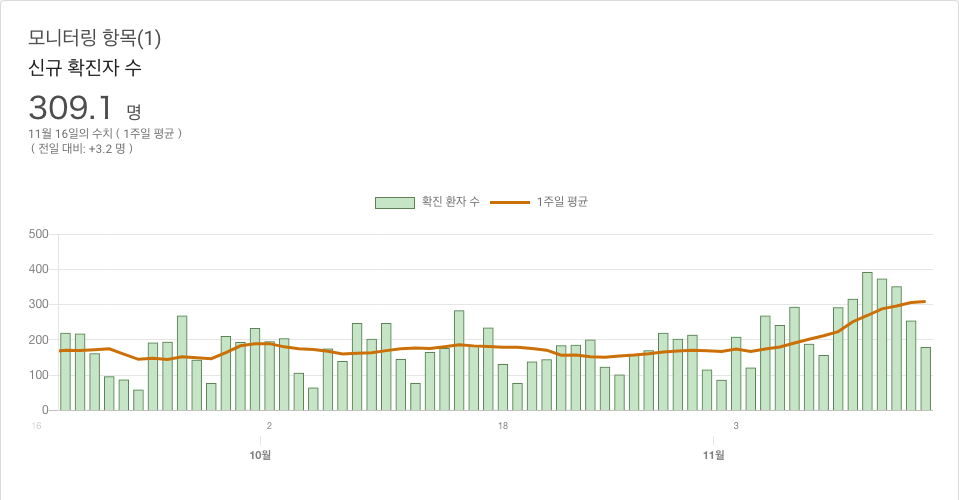 모니터링 항목(1)
신규 확진자 수
309.1 명
11월 16일의 수치 ( 1주일 평균 )
( 전일 대비: +3.2 명 )
확진 환자 수 1주일 평균
500
400
300
200
100
0
16 2 18 3
10월 11월